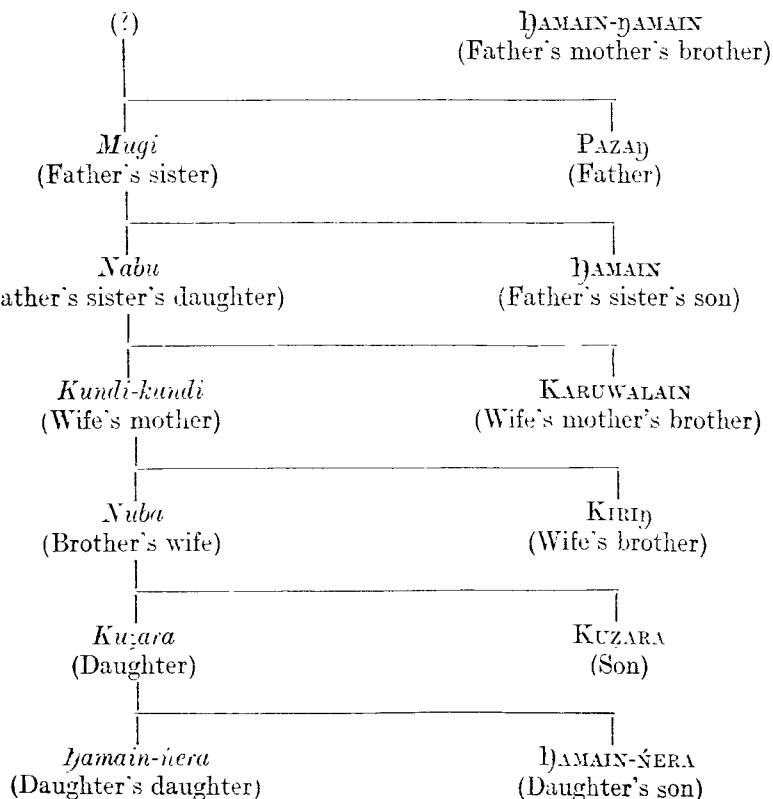 (?) Ŋamain-ŋamain
(Father's mother's brother)
Mugi Pazaŋ
(Father's sister) (Father)
Nabu Ŋamain
ather's sister's daughter) (Father's sister's son)
Kundi-kundi Karuwalain
(Wife's mother) (Wife's mother's brother)
Nuba Kiriŋ
(Brother's wife) (Wife's brother)
Kuẓara Kuẓara
(Daughter) (Son)
Ŋamain-ńera Ŋamain-ńera
(Daughter's daughter) (Daughter's son)